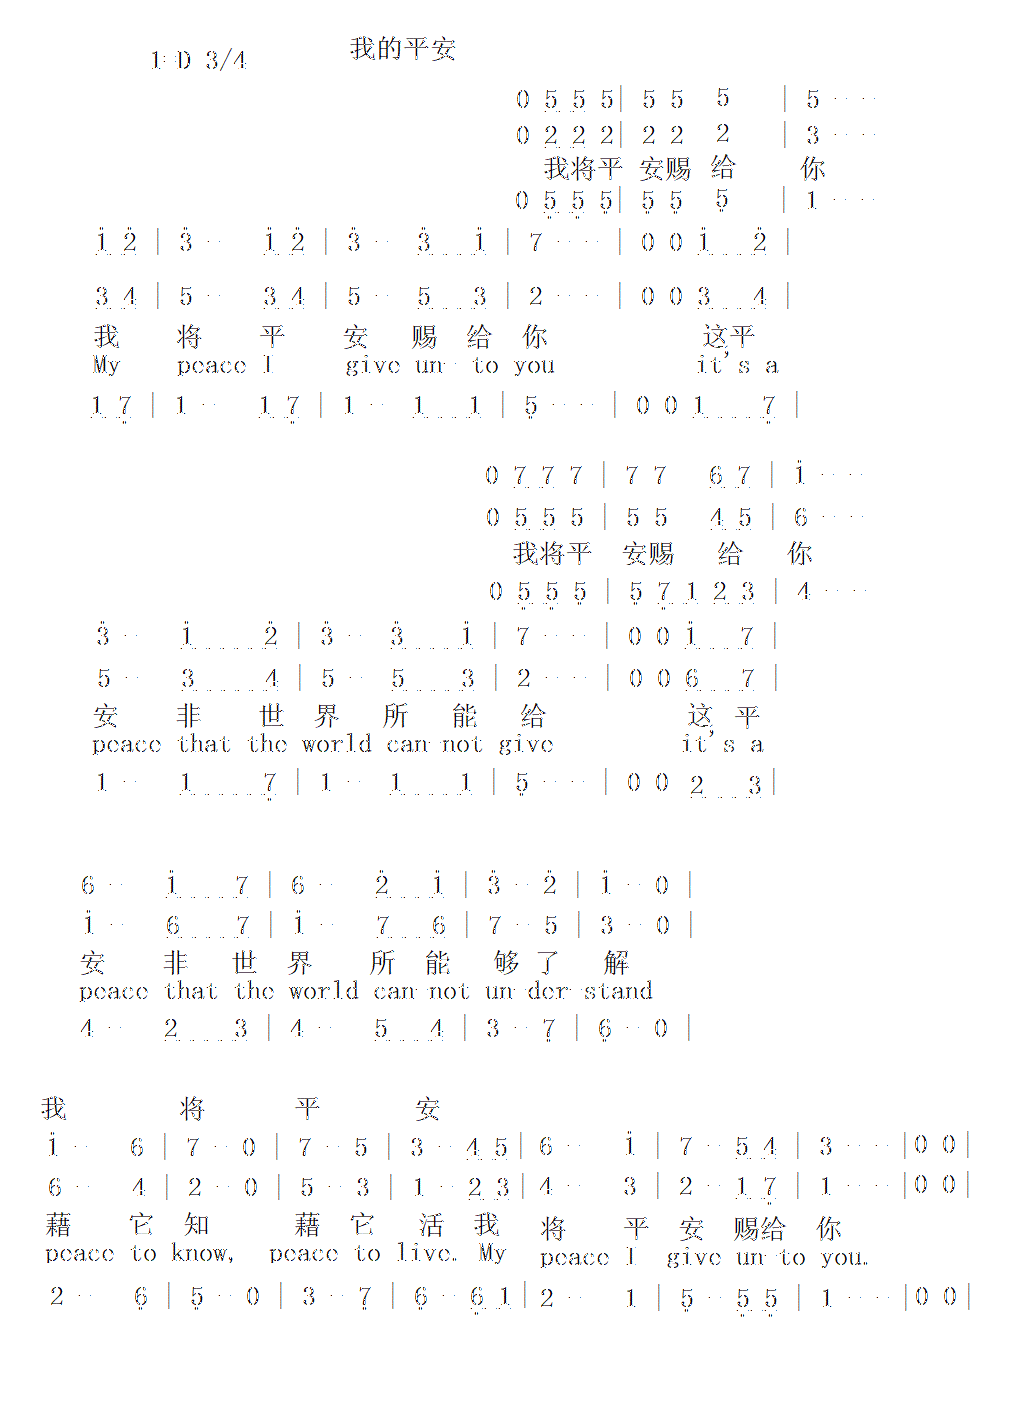 我的平安
1=D 3/4
0 5 5 5 | 5 5 5 | 5 - - -
0 2 2 2 | 2 2 2 | 3 - - -
我将平 安赐 给 你
0 5 5 5 | 5 5 5 | 1 - - -
1 2 | 3 - - 1 2 | 3 - - 3 1 | 7 - - - | 0 0 1 2 |
3 4 | 5 - - 3 4 | 5 - - 5 3 | 2 - - - | 0 0 3 4 |
我 将 平 安 赐 给 你 这平
My peace I give un- to you it's a
1 7 | 1 - - 1 7 | 1 - - 1 1 | 5 - - - | 0 0 1 7 |
0 7 7 7 | 7 7 6 7 | 1 - - -
0 5 5 5 | 5 5 4 5 | 6 - - -
我将平 安赐 给 你
0 5 5 5 | 5 7 1 2 3 | 4 - - -
3 - - 1 2 | 3 - - 3 1 | 7 - - - | 0 0 1 7 |
5 - - 3 4 | 5 - - 5 3 | 2 - - - | 0 0 6 7 |
安 非 世 界 所 能 给 这 平
peace that the world can- not give it's a
1 - - 1 7 | 1 - - 1 1 | 5 - - - | 0 0 2 3 |
6 - - 1 7 | 6 - - 2 1 | 3 - - 2 | 1 - - 0 |
1 - - 6 7 | 1 - - 7 6 | 7 - - 5 | 3 - - 0 |
安 非 世 界 所 能 够 了 解
peace that the world can- not un- der- stand
4 - - 2 3 | 4 - - 5 4 | 3 - - 7 | 6 - - 0 |
我 将 平 安
1 - - 6 | 7 - - 0 | 7 - - 5 | 3 - - 4 5 | 6 - - 1 | 7 - - 5 4 | 3 - - - | 0 0 |
6 - - 4 | 2 - - 0 | 5 - - 3 | 1 - - 2 3 | 4 - - 3 | 2 - - 1 7 | 1 - - - | 0 0 |
藉 它 知 藉 它 活 我 将 平 安 赐给 你
peace to know, peace to live. My peace I give un- to you.
2 - - 6 | 5 - - 0 | 3 - - 7 | 6 - - 6 1 | 2 - - 1 | 5 - - 5 5 | 1 - - - | 0 0 |